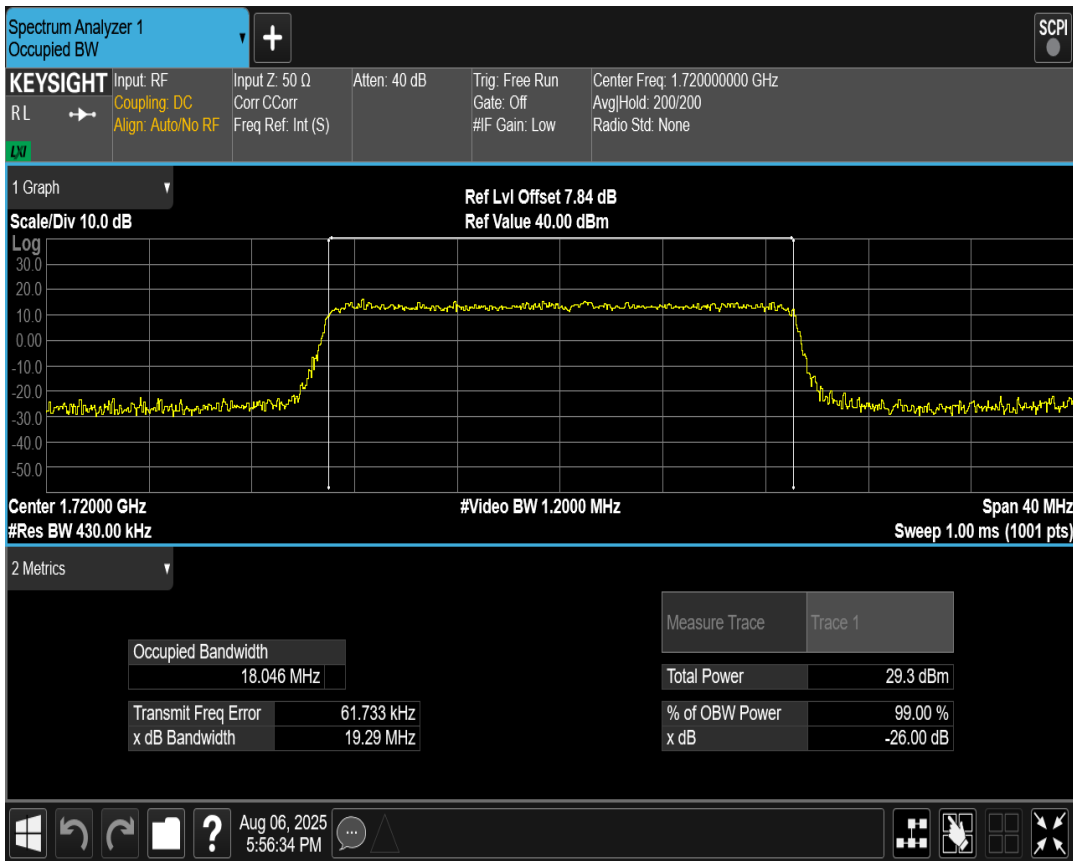 Spectrum Analyzer 1
Occupied BW
+
SCPI
KEYSIGHT
RL
LXI
Input: RF
Coupling: DC
Align: Auto/No RF
Input Z: 50 Ω
Corr CCorr
Freq Ref: Int (S)
Atten: 40 dB
Trig: Free Run
Gate: Off
#IF Gain: Low
Center Freq: 1.720000000 GHz
Avg|Hold: 200/200
Radio Std: None
1 Graph
Scale/Div 10.0 dB
Ref Lvl Offset 7.84 dB
Ref Value 40.00 dBm
Log
30.0
20.0
10.0
0.00
-10.0
-20.0
-30.0
-40.0
-50.0
Center 1.72000 GHz
#Video BW 1.2000 MHz
Span 40 MHz
#Res BW 430.00 kHz
Sweep 1.00 ms (1001 pts)
2 Metrics
Measure Trace Trace 1
Occupied Bandwidth
18.046 MHz
Total Power 29.3 dBm
Transmit Freq Error 61.733 kHz
% of OBW Power 99.00 %
x dB Bandwidth 19.29 MHz
x dB -26.00 dB
?
Aug 06, 2025
5:56:34 PM